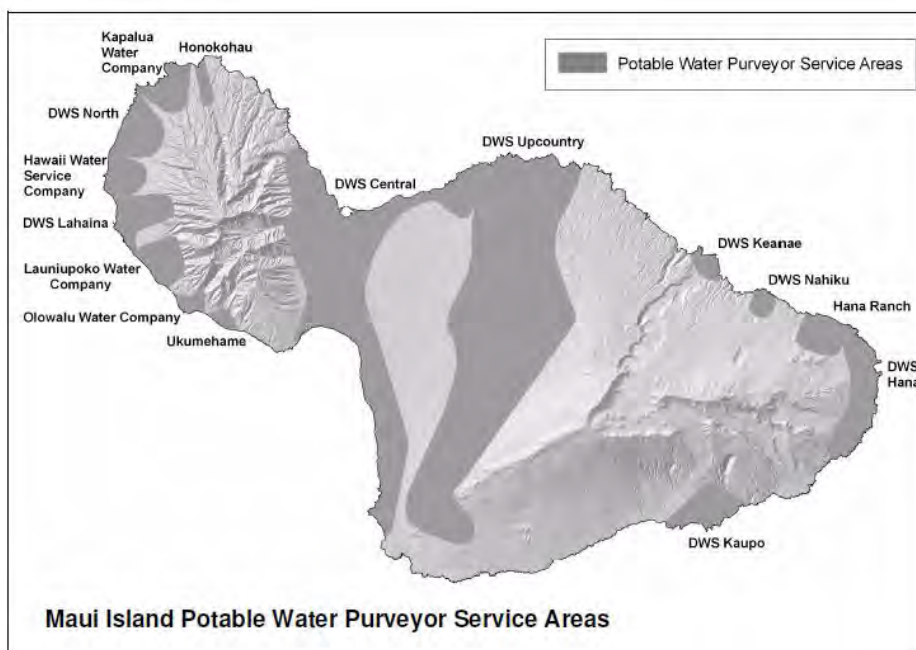 Kapalua
Water
Company
Honokohau
Potable Water Purveyor Service Areas
DWS North
DWS Upcountry
Hawaii Water
Service
Company
DWS Central
DWS Lahaina
DWS Keanae
Launiupoko Water
Company
DWS Nahiku
Hana Ranch
Olowalu Water Company
Ukumehame
DWS
Hana
DWS Kaupo
Maui Island Potable Water Purveyor Service Areas